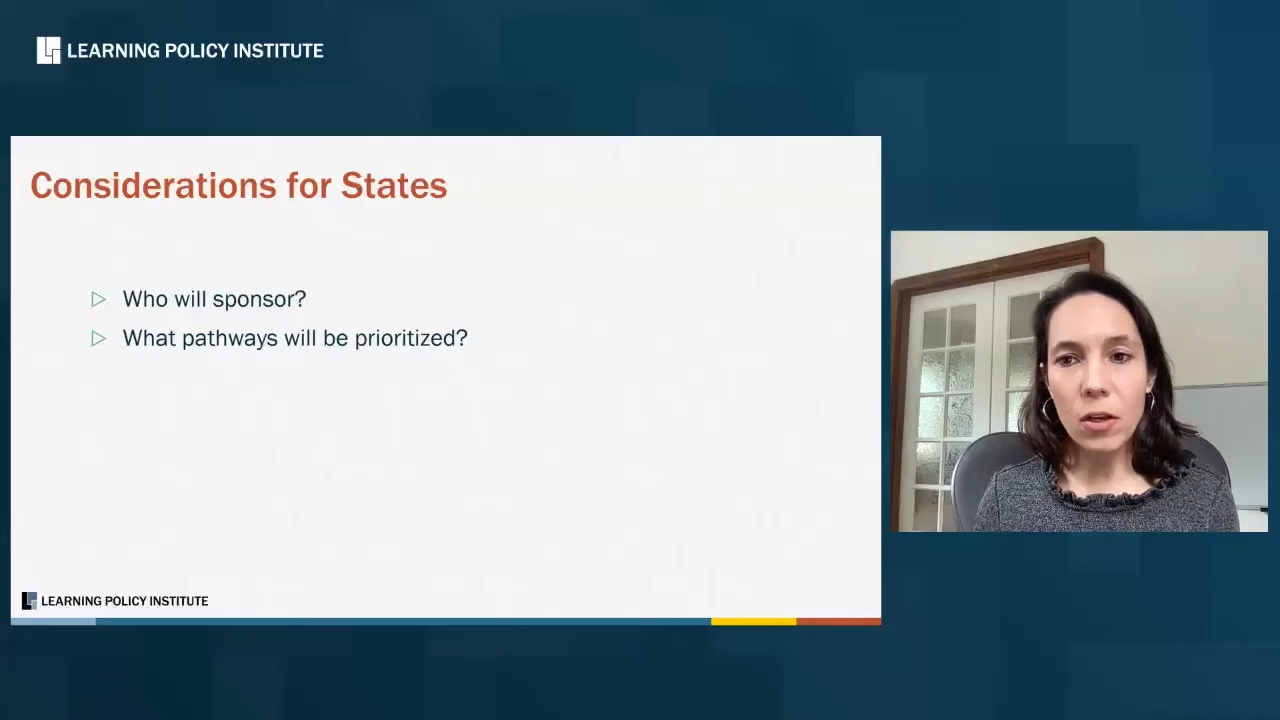 LEARNING POLICY INSTITUTE
Considerations for States
Who will sponsor?
What pathways will be prioritized?
LEARNING POLICY INSTITUTE